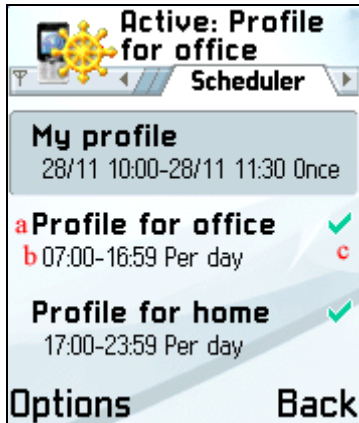 Active: Profile
for office
Scheduler
My profile
28/11 10:00-28/11 11:30 Once
a Profile for office
b 07:00-16:59 Per day c
Profile for home
17:00-23:59 Per day
Options Back